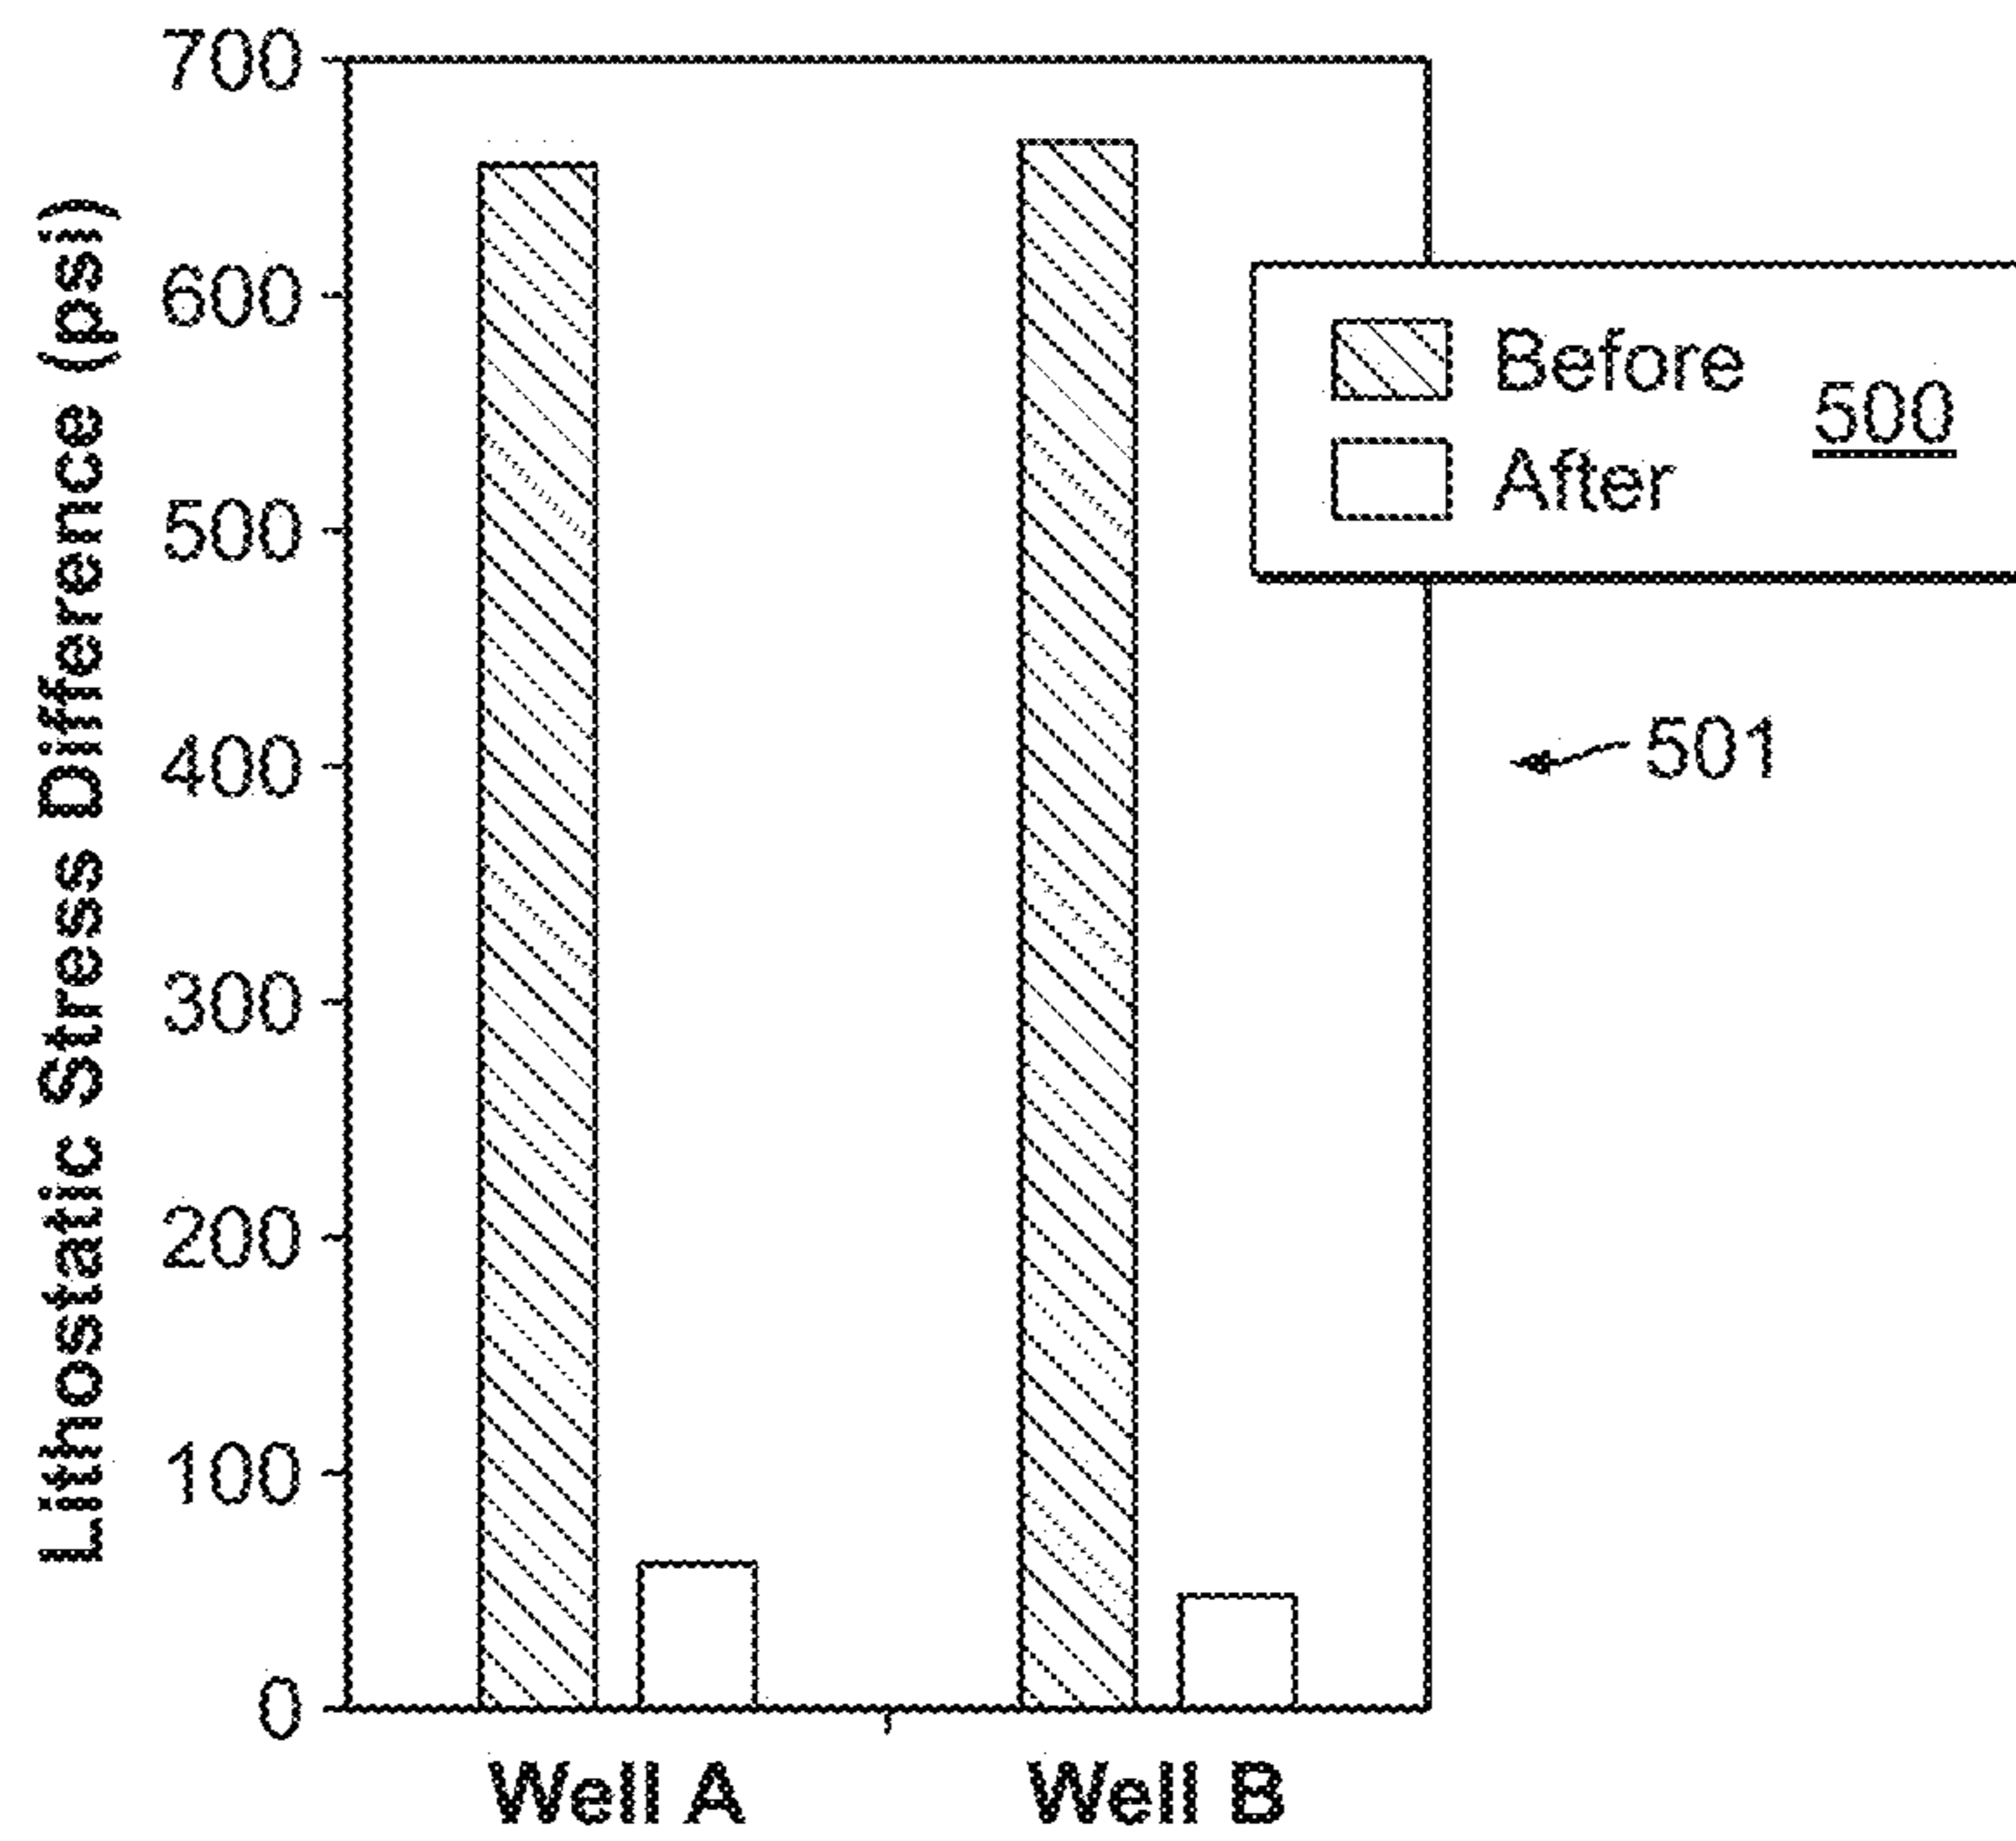 Lithostatic Stress Difference (psi)
700
600
500
400
300
200
100
0
Well A
Well B
Before
After
500
501